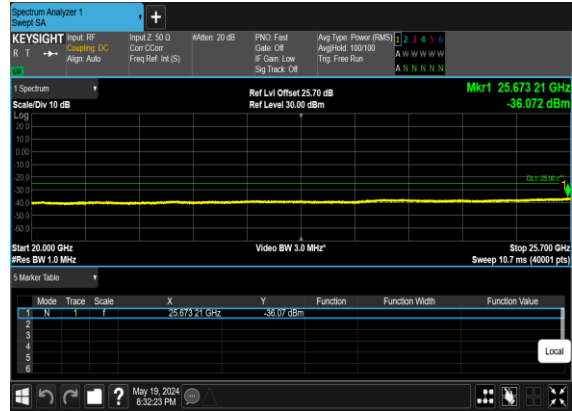 Spectrum Analyzer 1
Swept SA
+
KEYSIGHT Input: RF Input Z: 50 Ω #Atten: 20 dB PNO: Fast Avg Type: Power (RMS) 1 2 3 4 5 6
R T Coupling: DC Corr CCorr Gate: Off Avg|Hold: 100/100 A W W W W W
Align: Auto Freq Ref: Int (S) IF Gain: Low Trig: Free Run
Sig Track: Off A N N N N N
1 Spectrum Ref Lvl Offset 25.70 dB Mkr1 25.673 21 GHz
Scale/Div 10 dB Ref Level 30.00 dBm -36.072 dBm
Log
20.0
10.0
0.00
-10.0
-20.0
-30.0
-40.0
-50.0
-60.0
1
Start 20.000 GHz Video BW 3.0 MHz* Stop 25.700 GHz
#Res BW 1.0 MHz Sweep 10.7 ms (40001 pts)
5 Marker Table
Mode Trace Scale X Y Function Function Width Function Value
1 N 1 f 25.673 21 GHz -36.07 dBm
2
3
4
5
6
Local
? May 19, 2024
8:32:23 PM